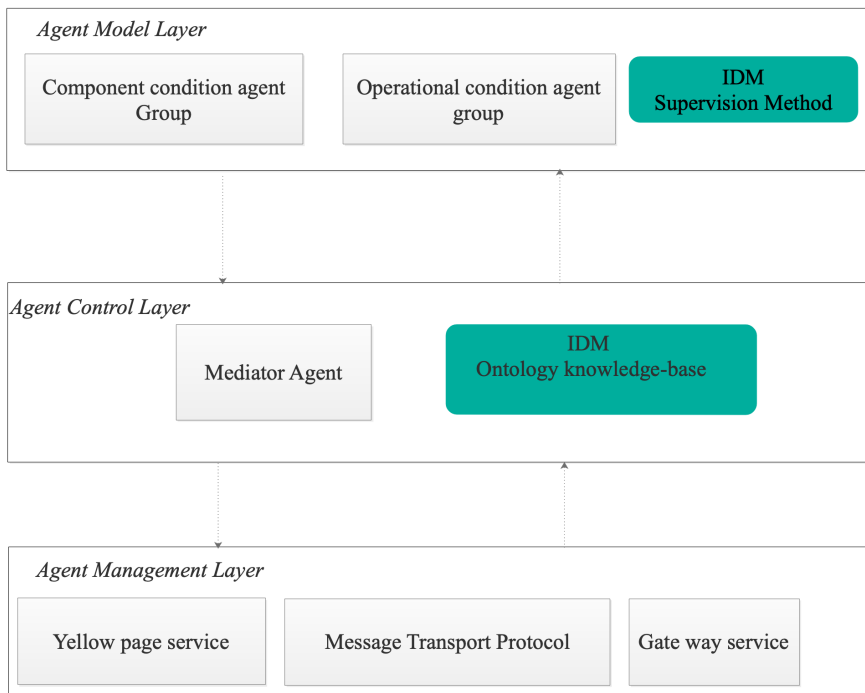 Agent Model Layer
Component condition agent
Group
Operational condition agent
group
IDM
Supervision Method
Agent Control Layer
Mediator Agent
IDM
Ontology knowledge-base
Agent Management Layer
Yellow page service
Message Transport Protocol
Gate way service